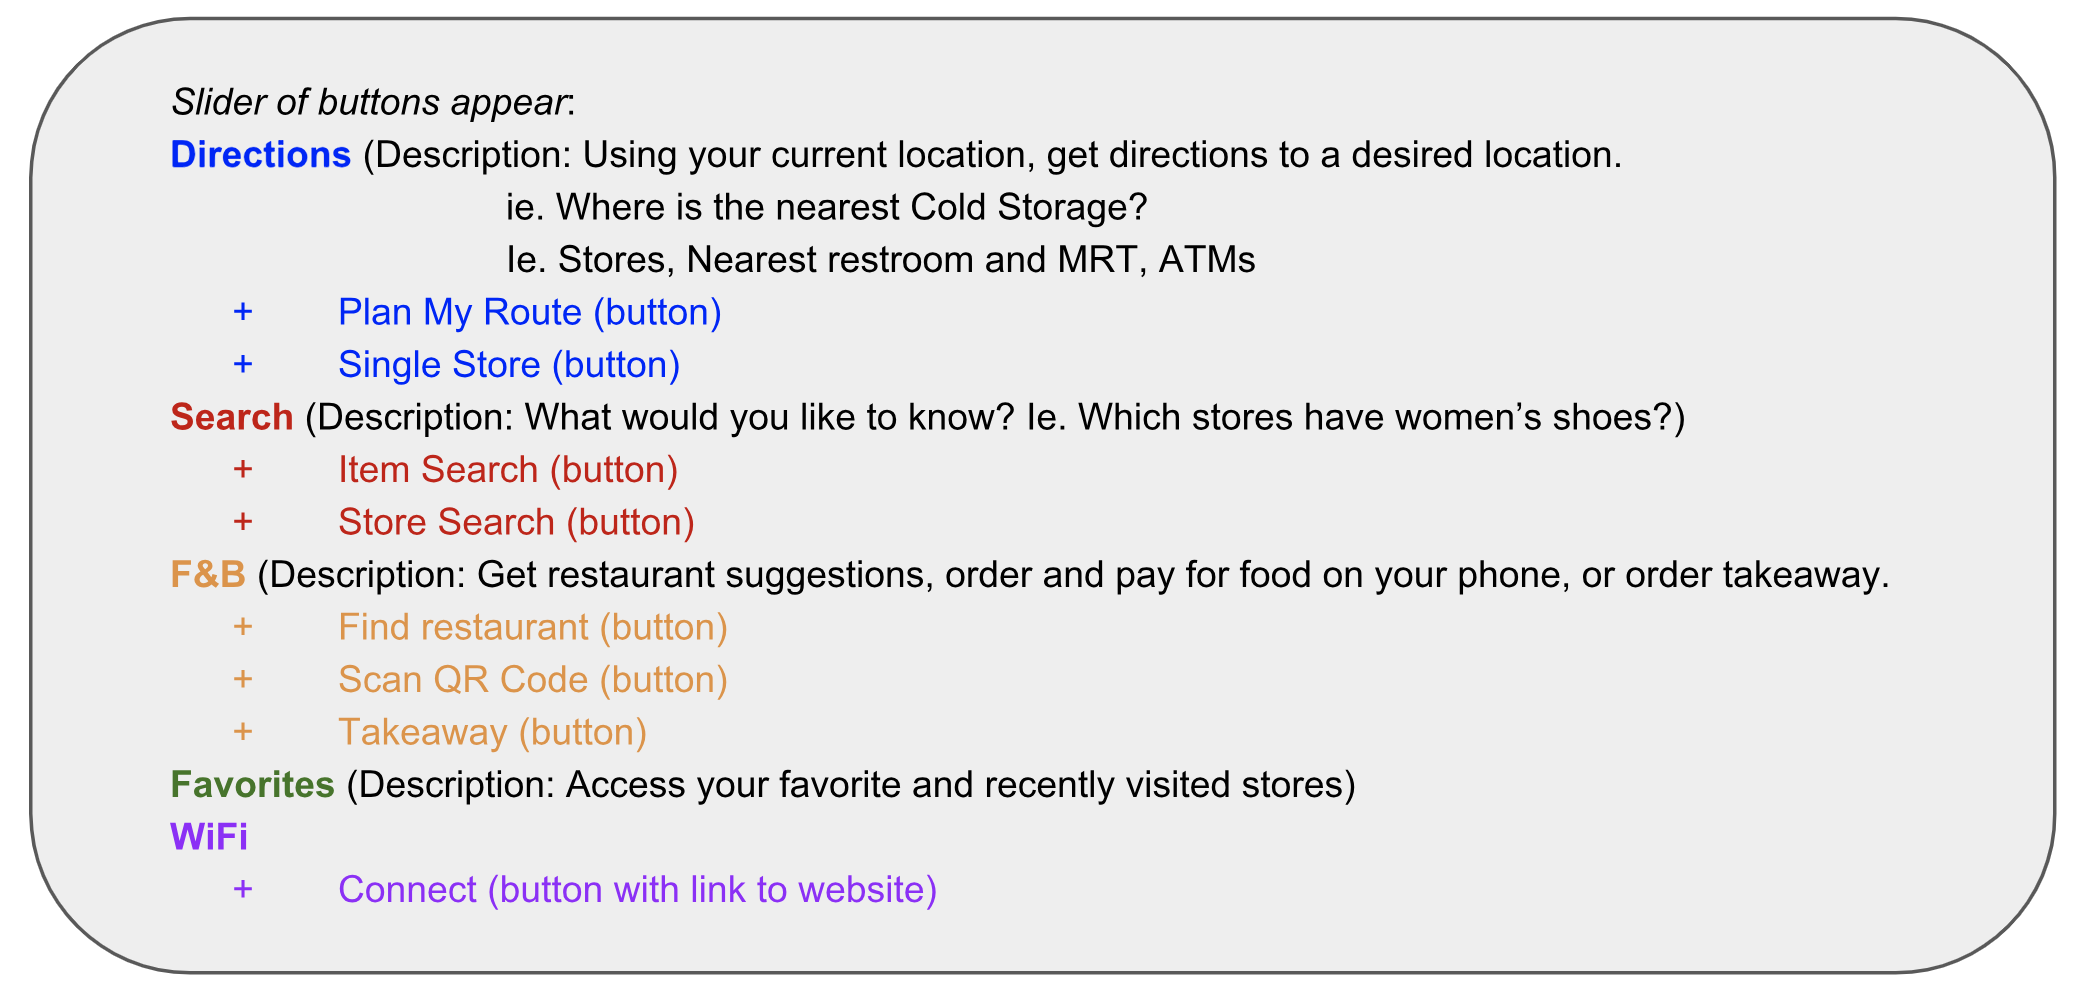 Slider of buttons appear:
Directions (Description: Using your current location, get directions to a desired location.
ie. Where is the nearest Cold Storage?
Ie. Stores, Nearest restroom and MRT, ATMs
+ Plan My Route (button)
+ Single Store (button)
Search (Description: What would you like to know? Ie. Which stores have women’s shoes?)
+ Item Search (button)
+ Store Search (button)
F&B (Description: Get restaurant suggestions, order and pay for food on your phone, or order takeaway.
+ Find restaurant (button)
+ Scan QR Code (button)
+ Takeaway (button)
Favorites (Description: Access your favorite and recently visited stores)
WiFi
+ Connect (button with link to website)